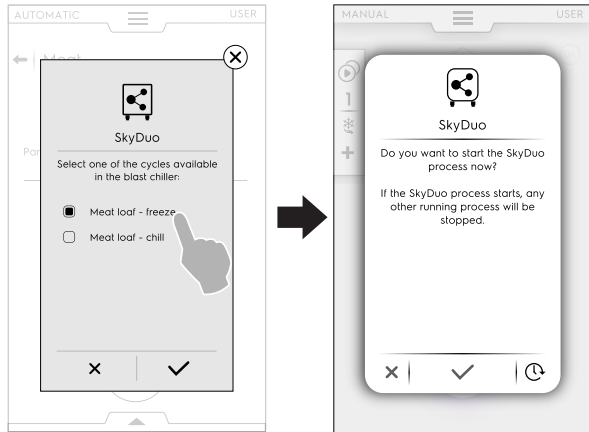 AUTOMATIC
USER
Meat
Par
SkyDuo
Select one of the cycles available
in the blast chiller:
Meat loaf - freeze
Meat loaf - chill
MANUAL
USER
1
SkyDuo
Do you want to start the SkyDuo
process now?
If the SkyDuo process starts, any
other running process will be
stopped.